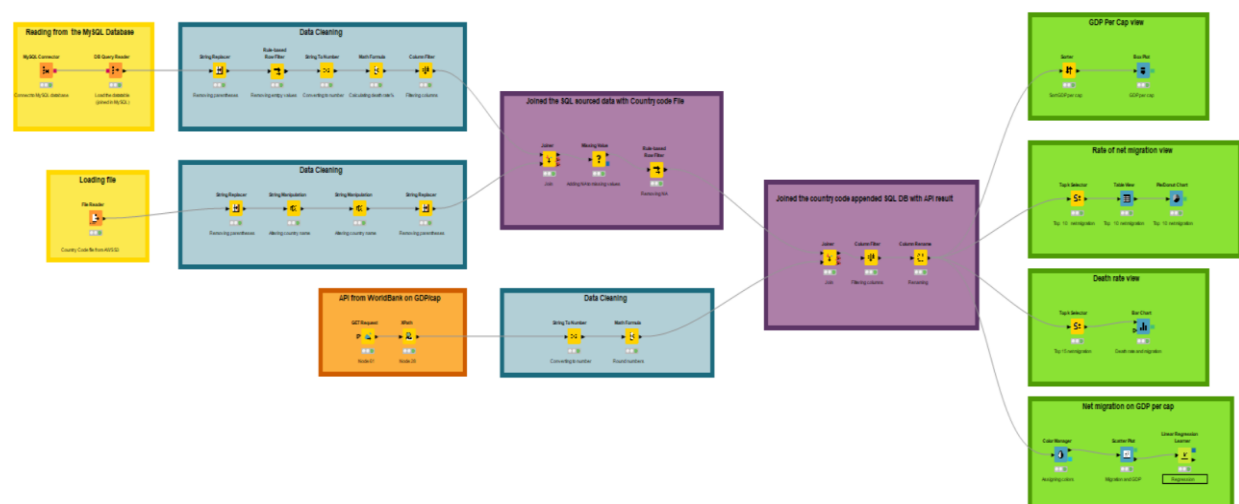 Reading from the MySQL Database
MySQL Connector
DB Query Reader
Connect to MySQL database
Load the datatable
(joined in MySQL)
Data Cleaning
String Replacer
Rule-based
Row Filter
String To Number
Math Formula
Column Filter
Removing parentheses
Removing empty values
Converting to number
Calculating death rate's
Filtering columns
Loading file
File Reader
Country Code file from AWS S3
Data Cleaning
String Replacer
String Manipulation
String Manipulation
String Replacer
Removing parentheses
Altering country name
Altering country name
Removing parentheses
API from WorldBank on GDP/cap
GET Request
XPath
Data Cleaning
String To Number
Math Formula
Converting to number
Round numbers
Joined the SQL sourced data with Country code File
Joiner
Missing Value
Rule-based
Row Filter
Join
Removing NA
Joined the country code appended SQL DB with API result
Joiner
Column Filter
Column Rename
Join
Filtering columns
Renaming
GDP Per Cap view
Sorter
Box Plot
Sort GDP per cap
GDP per cap
Rate of net migration view
Top k Selector
Table View
Pie/Donut Chart
Top 10 net migration
Top 10 net migration
Top 10 net migration
Death rate view
Top k Selector
Bar Chart
Death rate and migration
Net migration on GDP per cap
Color Manager
Scatter Plot
Linear Regression
Learner
Assigning colors
Migration and GDP
Regression